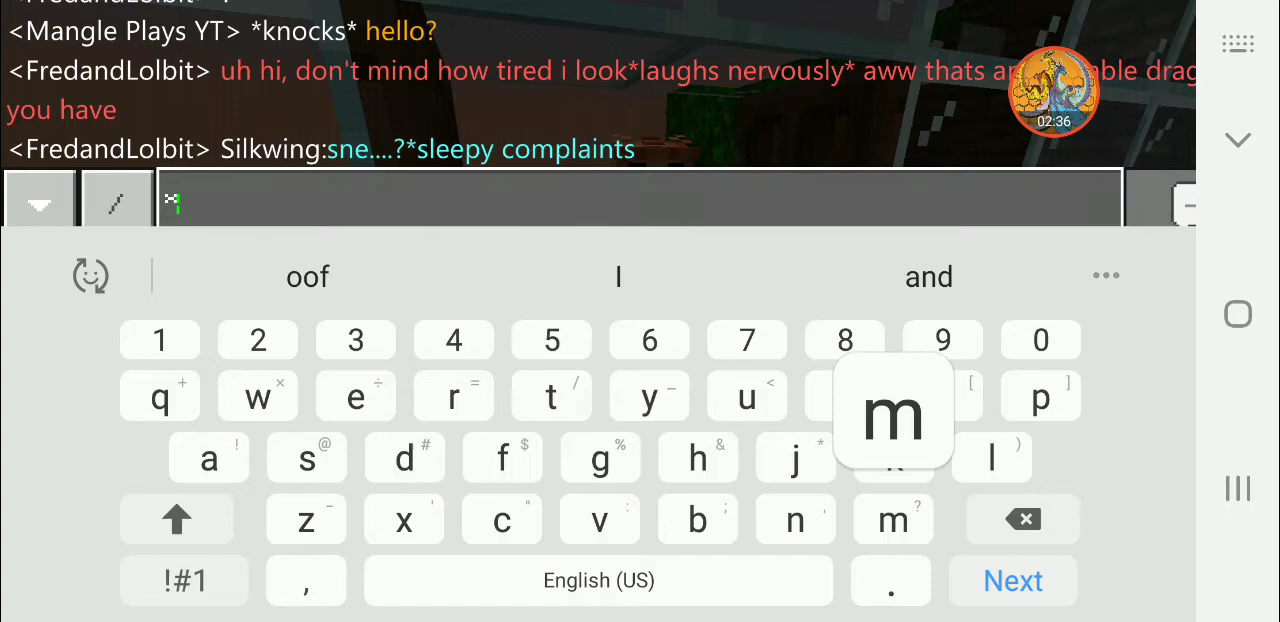 <Mangle Plays YT> *knocks* hello?
<FredandLolbit> uh hi, don't mind how tired i look*laughs nervously* aww thats
you have
<FredandLolbit> Silkwing:sne....?*sleepy complaints
02:36
/
*
oof I and
1 2 3 4 5 6 7 8 9 0
q + w × e ÷ r = t / y _ u < [ p ]
m
a ! s @ d # f $ g % h & j * l )
z - x ' c " v : b ; n , m ?
!#1 , English (US) . Next